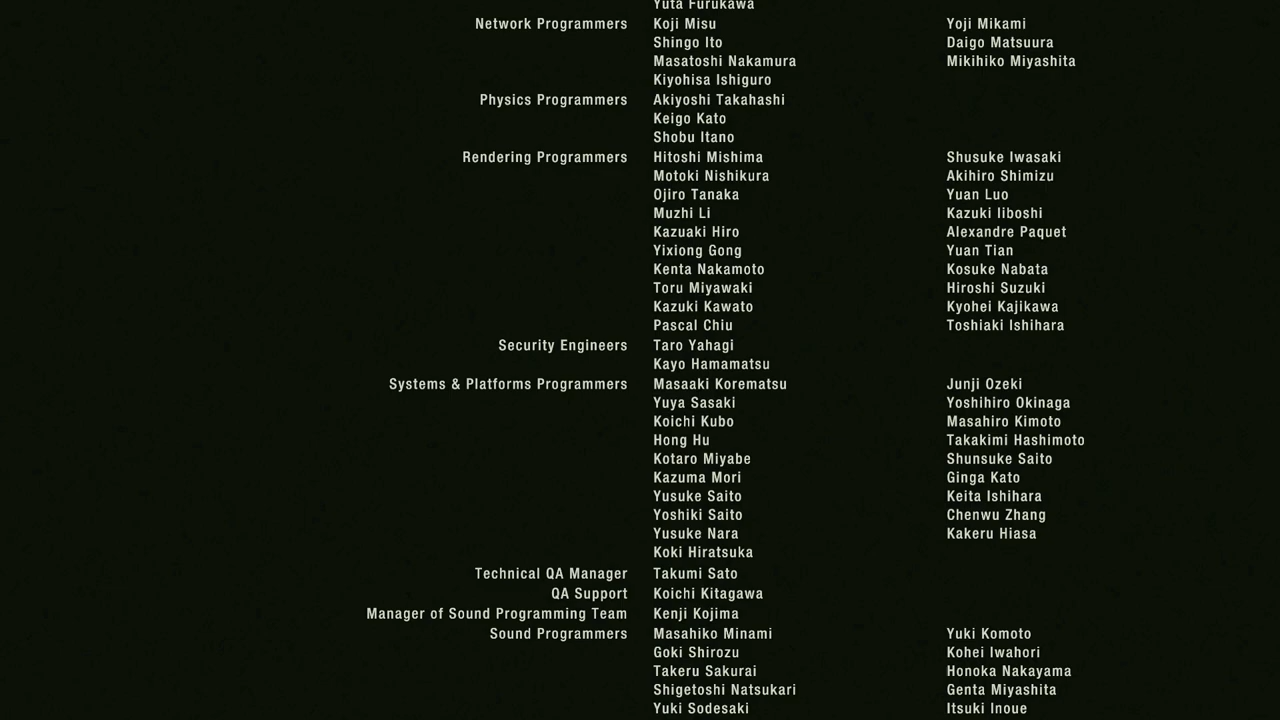 Yuta Furukawa
Network Programmers Koji Misu Yoji Mikami
Shingo Ito Daigo Matsuura
Masatoshi Nakamura Mikihiko Miyashita
Kiyohisa Ishiguro
Physics Programmers Akiyoshi Takahashi
Keigo Kato
Shobu Itano
Rendering Programmers Hitoshi Mishima Shusuke Iwasaki
Motoki Nishikura Akihiro Shimizu
Ojiro Tanaka Yuan Luo
Muzhi Li Kazuki Iiboshi
Kazuaki Hiro Alexandre Paquet
Yixiong Gong Yuan Tian
Kenta Nakamoto Kosuke Nabata
Toru Miyawaki Hiroshi Suzuki
Kazuki Kawato Kyohei Kajikawa
Pascal Chiu Toshiaki Ishihara
Security Engineers Taro Yahagi
Kayo Hamamatsu
Systems & Platforms Programmers Masaaki Korematsu Junji Ozeki
Yuya Sasaki Yoshihiro Okinaga
Koichi Kubo Masahiro Kimoto
Hong Hu Takakimi Hashimoto
Kotaro Miyabe Shunsuke Saito
Kazuma Mori Ginga Kato
Yusuke Saito Keita Ishihara
Yoshiki Saito Chenwu Zhang
Yusuke Nara Kakeru Hiasa
Koki Hiratsuka
Technical QA Manager Takumi Sato
QA Support Koichi Kitagawa
Manager of Sound Programming Team Kenji Kojima
Sound Programmers Masahiko Minami Yuki Komoto
Goki Shirozu Kohei Iwahori
Takeru Sakurai Honoka Nakayama
Shigetoshi Natsukari Genta Miyashita
Yuki Sodesaki Itsuki Inoue